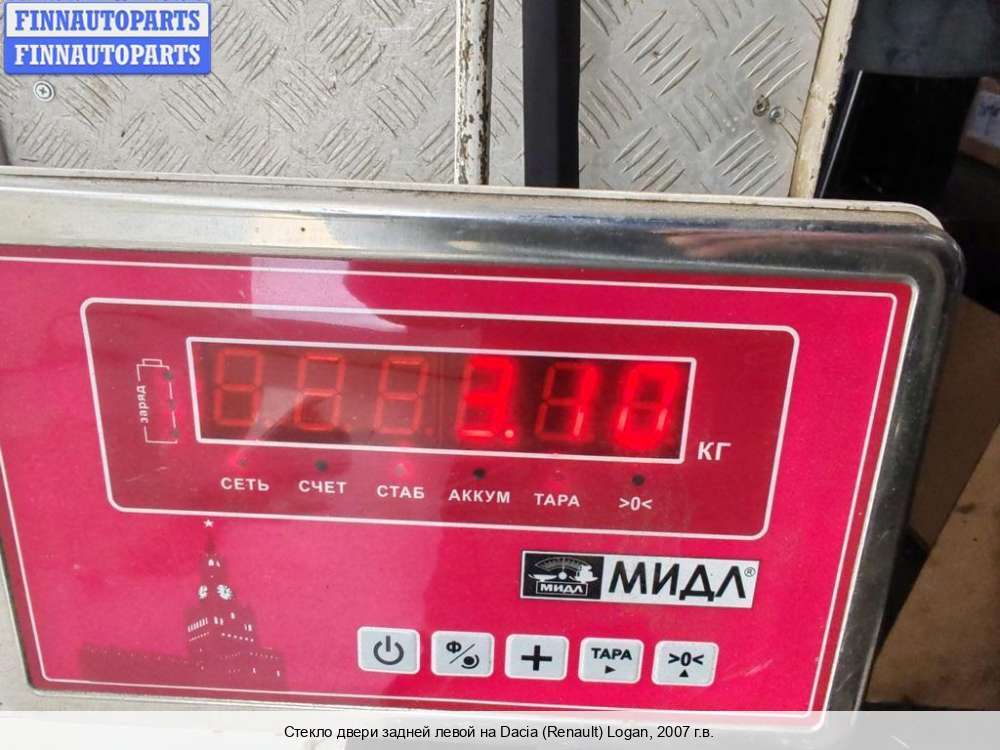 FINNAUTOPARTS
FINNAUTOPARTS
заряд
3.10
КГ
СЕТЬ СЧЕТ СТАБ АККУМ ТАРА >0<
МИДЛ МИДЛ®
Ф ТАРА >0<
Стекло двери задней левой на Dacia (Renault) Logan, 2007 г.в.